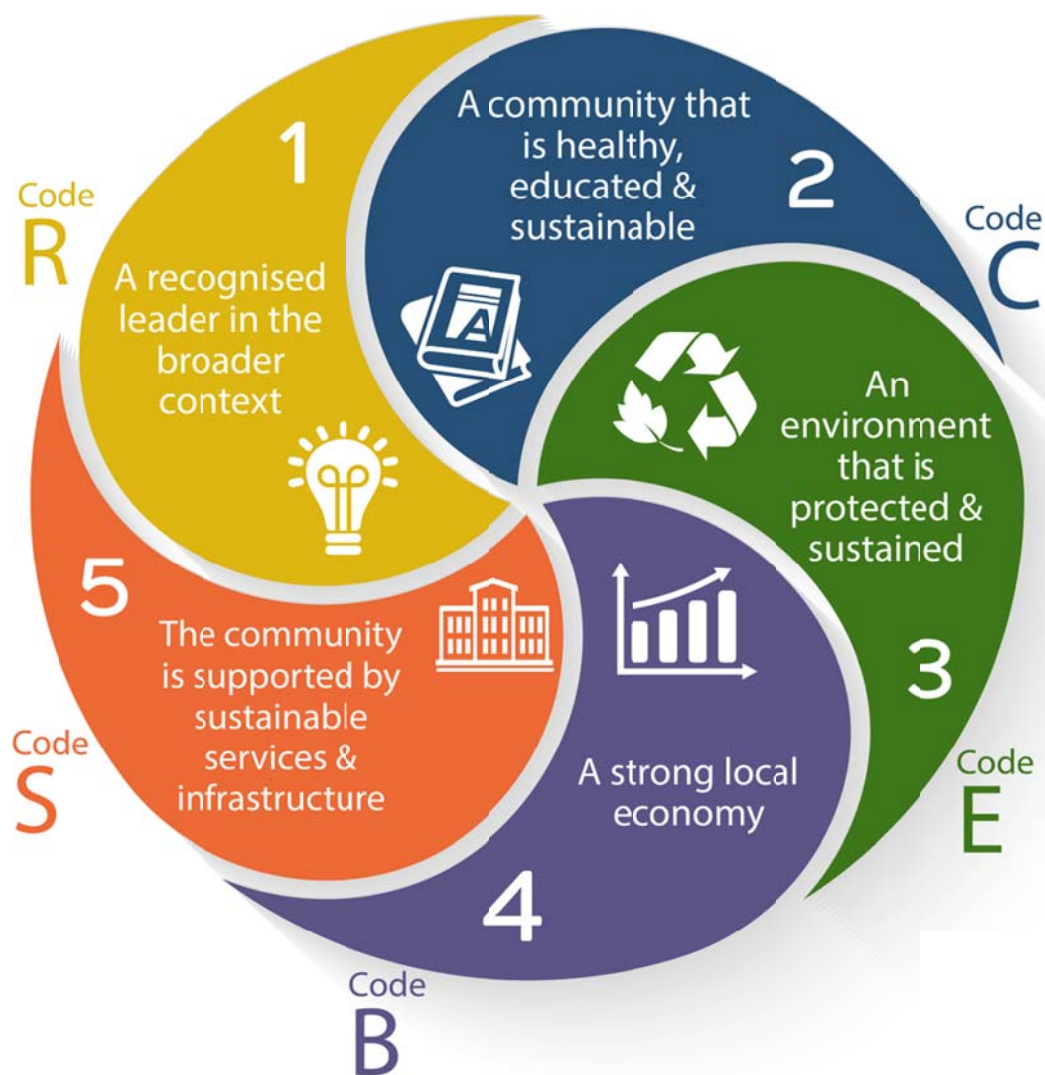 1
Code
R
A recognised
leader in the
broader
context
A community that
is healthy,
educated &
sustainable
2
Code
C
A
An
environment
that is
protected &
sustained
3
Code
E
A strong local
economy
4
Code
B
5
The community
is supported by
sustainable
services &
infrastructure
Code
S